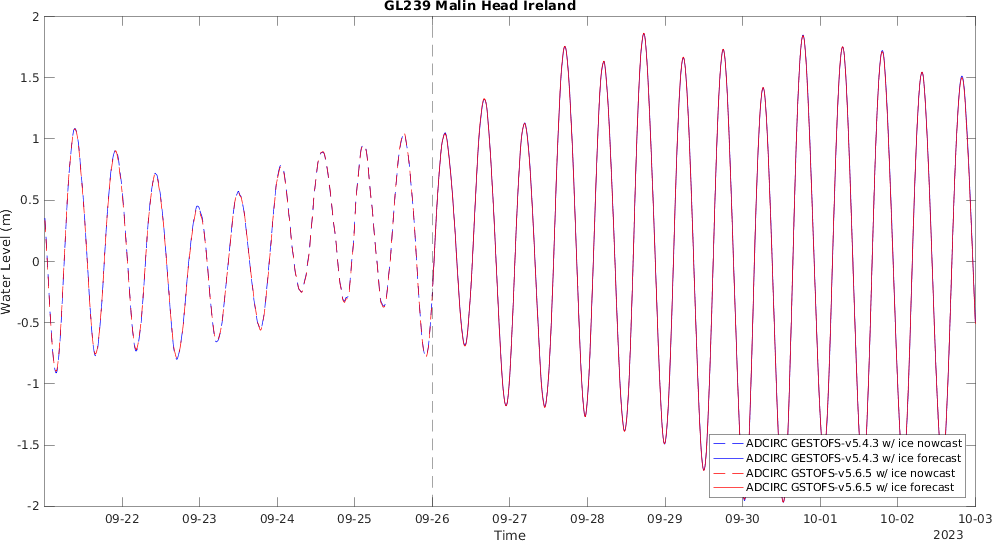 GL239 Malin Head Ireland
2
1.5
1
0.5
0
-0.5
-1
-1.5
-2
Water Level (m)
ADCIRC GESTOFS-v5.4.3 w/ ice nowcast
ADCIRC GESTOFS-v5.4.3 w/ ice forecast
ADCIRC GSTOFS-v5.6.5 w/ ice nowcast
ADCIRC GSTOFS-v5.6.5 w/ ice forecast
09-22 09-23 09-24 09-25 09-26 09-27 09-28 09-29 09-30 10-01 10-02 10-03
Time
2023